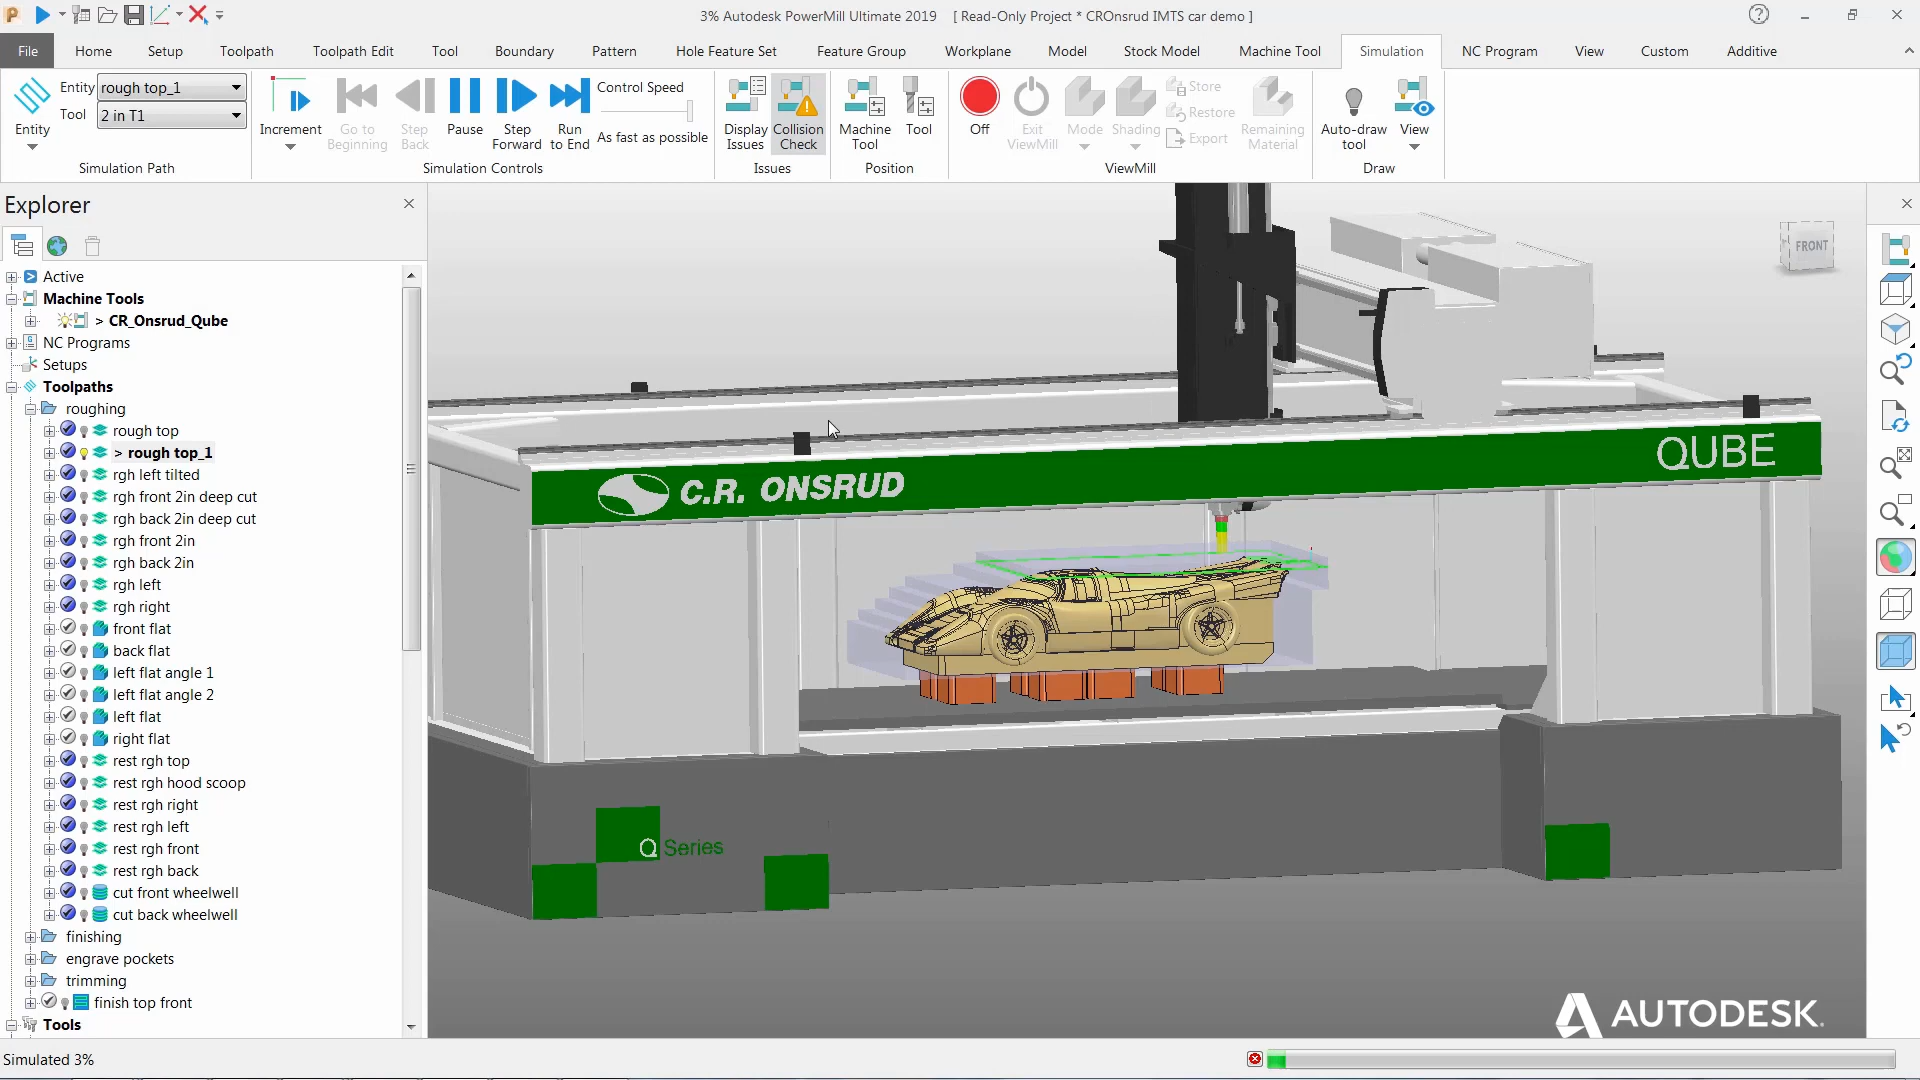 3% Autodesk PowerMill Ultimate 2019 [ Read-Only Project * CROnsrud IMTS car demo ]
File Home Setup Toolpath Toolpath Edit Tool Boundary Pattern Hole Feature Set Feature Group Workplane Model Stock Model Machine Tool Simulation NC Program View Custom Additive
Entity
Entity rough top_1
Tool 2 in T1
Simulation Path
Increment
Go to Beginning
Step Back
Pause
Step Forward
Run to End
Control Speed
As fast as possible
Simulation Controls
Display Issues
Collision Check
Issues
Machine Tool
Tool
Position
Off
Exit ViewMill
Mode
Shading
Store
Restore
Export
Remaining Material
ViewMill
Auto-draw tool
View
Draw
Explorer
Active
Machine Tools
> CR_Onsrud_Qube
NC Programs
Setups
Toolpaths
roughing
rough top
> rough top_1
rgh left tilted
rgh front 2in deep cut
rgh back 2in deep cut
rgh front 2in
rgh back 2in
rgh left
rgh right
front flat
back flat
left flat angle 1
left flat angle 2
left flat
right flat
rest rgh top
rest rgh hood scoop
rest rgh right
rest rgh left
rest rgh front
rest rgh back
cut front wheelwell
cut back wheelwell
finishing
engrave pockets
trimming
finish top front
Tools
FRONT
C.R. ONSRUD
QUBE
Q Series
AUTODESK.
Simulated 3%